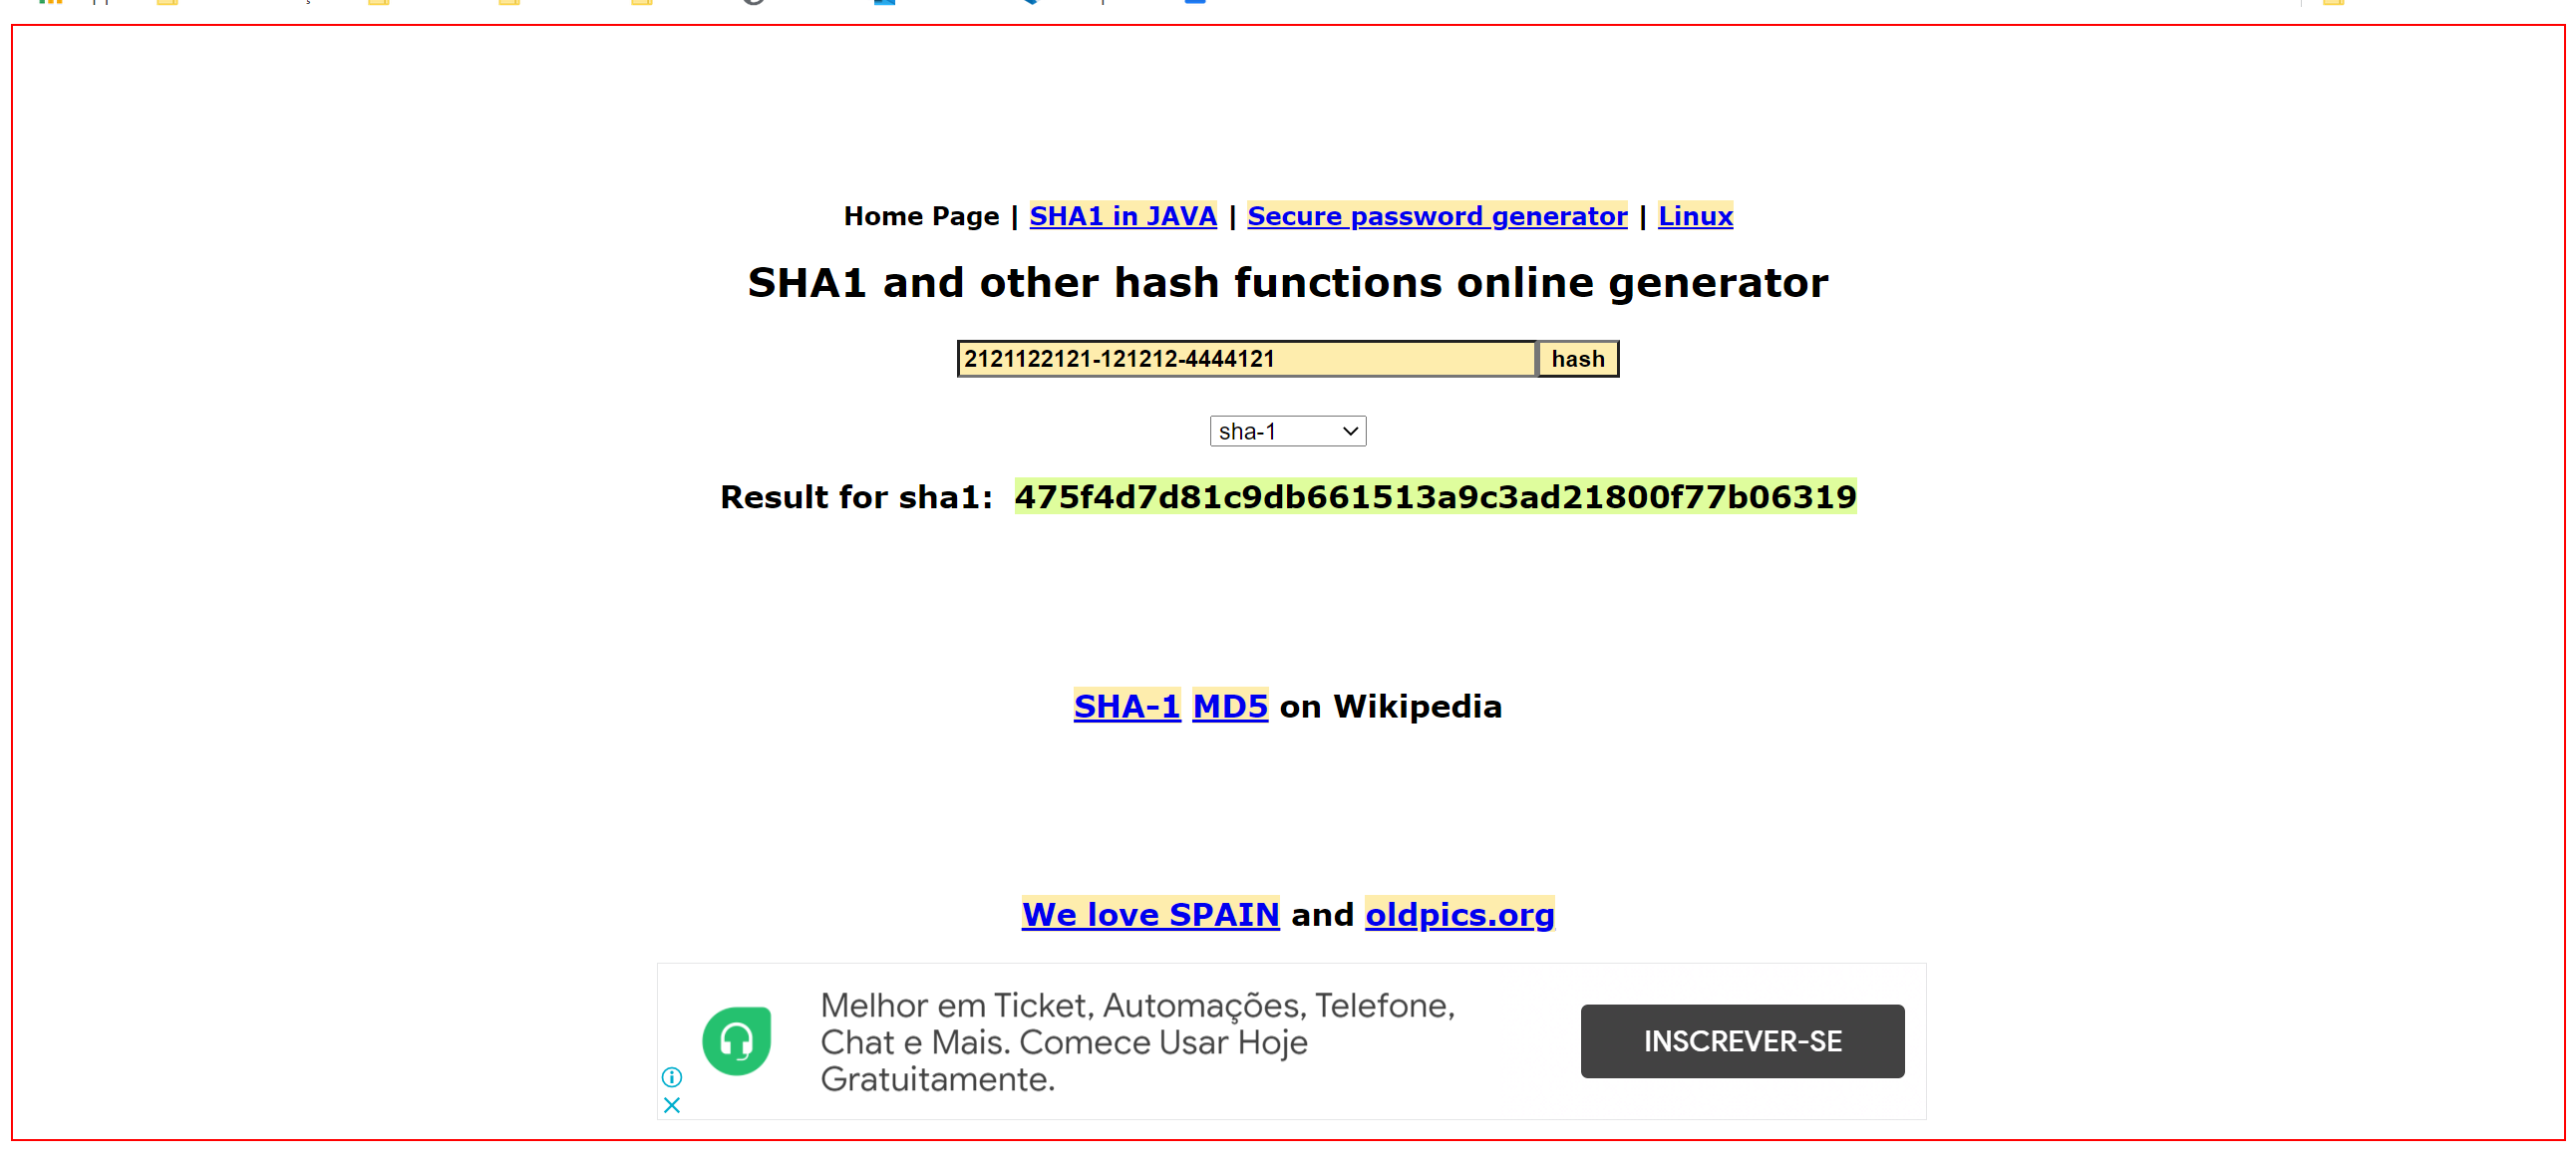 Home Page | SHA1 in JAVA | Secure password generator | Linux
SHA1 and other hash functions online generator
2121122121-121212-4444121 hash
sha-1
Result for sha1: 475f4d7d81c9db661513a9c3ad21800f77b06319
SHA-1 MD5 on Wikipedia
We love SPAIN and oldpics.org
Melhor em Ticket, Automações, Telefone,
Chat e Mais. Comece Usar Hoje
Gratuitamente.
INSCREVER-SE